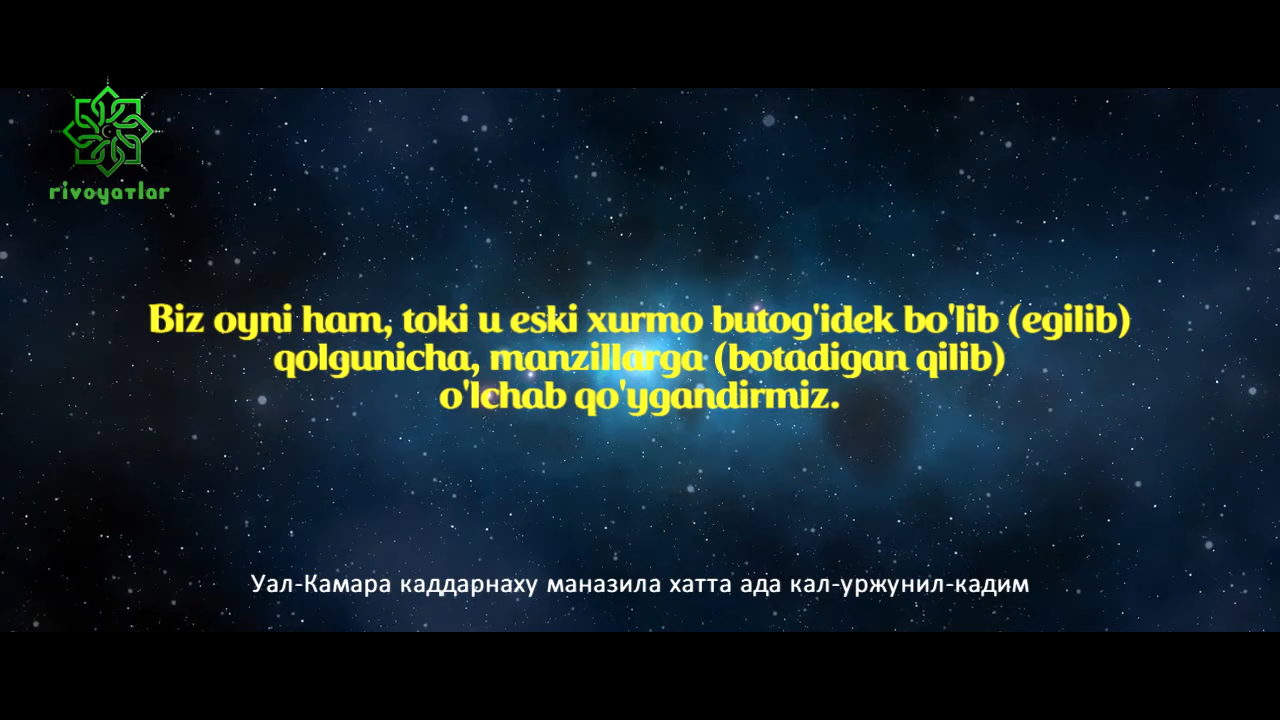 rivoyatlar
Biz oyni ham, toki u eski xurmo butog'idek bo'lib (egilib)
qolgunicha, manzillarga (botadigan qilib)
o'lchab qo'ygandirmiz.
Уал-Камара каддарнаху маназила хатта ада кал-уржунил-кадим